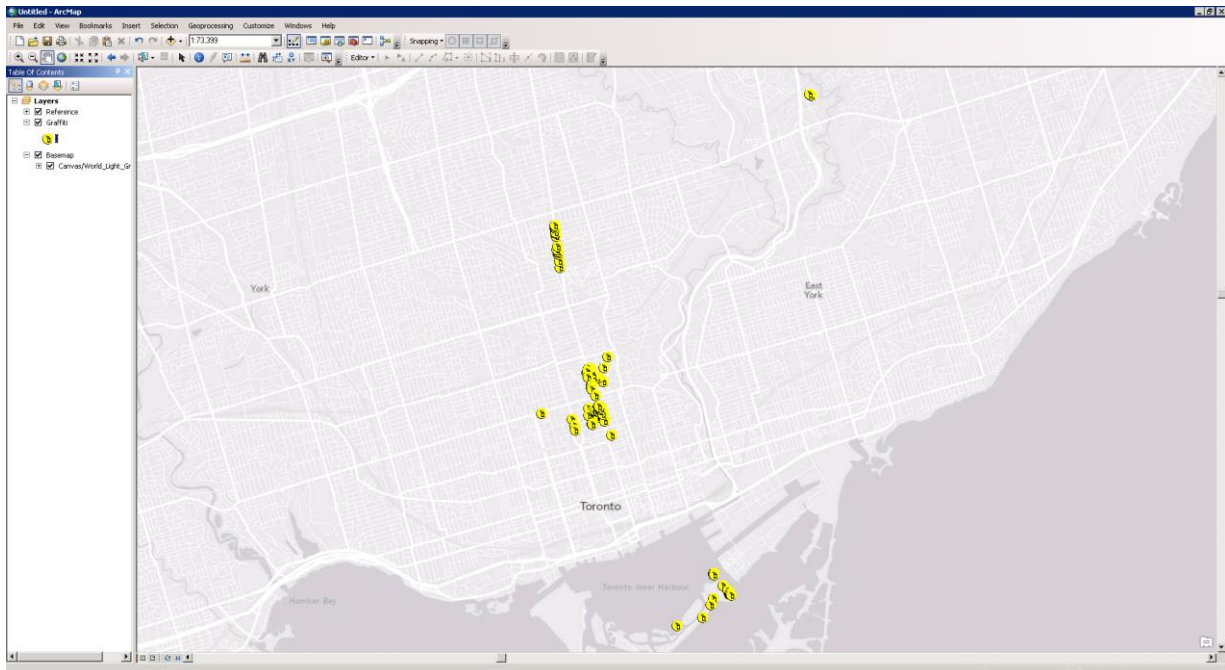 Untitled - ArcMap
File Edit View Bookmarks Insert Selection Geoprocessing Customize Windows Help
1:73,399
Snapping
Editor
Table Of Contents
Layers
Reference
Graffiti
Basemap
Canvas/World_Light_Gr
York
East
York
Toronto
Toronto Inner Harbour
Humber Bay